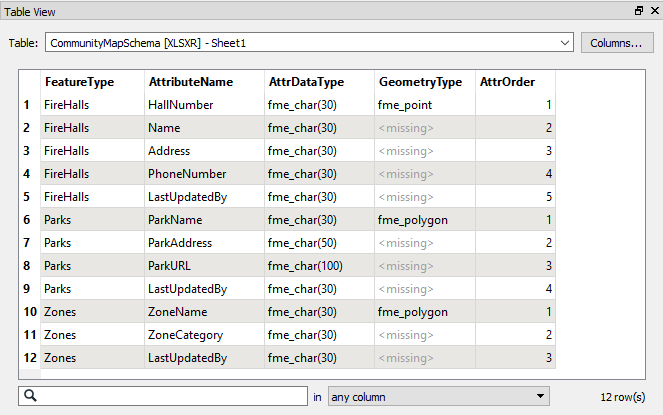 Table View
Table: CommunityMapSchema [XLSXR] - Sheet1 Columns...
FeatureType AttributeName AttrDataType GeometryType AttrOrder
1 FireHalls HallNumber fme_char(30) fme_point 1
2 FireHalls Name fme_char(30) <missing> 2
3 FireHalls Address fme_char(30) <missing> 3
4 FireHalls PhoneNumber fme_char(30) <missing> 4
5 FireHalls LastUpdatedBy fme_char(30) <missing> 5
6 Parks ParkName fme_char(30) fme_polygon 1
7 Parks ParkAddress fme_char(50) <missing> 2
8 Parks ParkURL fme_char(100) <missing> 3
9 Parks LastUpdatedBy fme_char(30) <missing> 4
10 Zones ZoneName fme_char(30) fme_polygon 1
11 Zones ZoneCategory fme_char(30) <missing> 2
12 Zones LastUpdatedBy fme_char(30) <missing> 3
in any column 12 row(s)